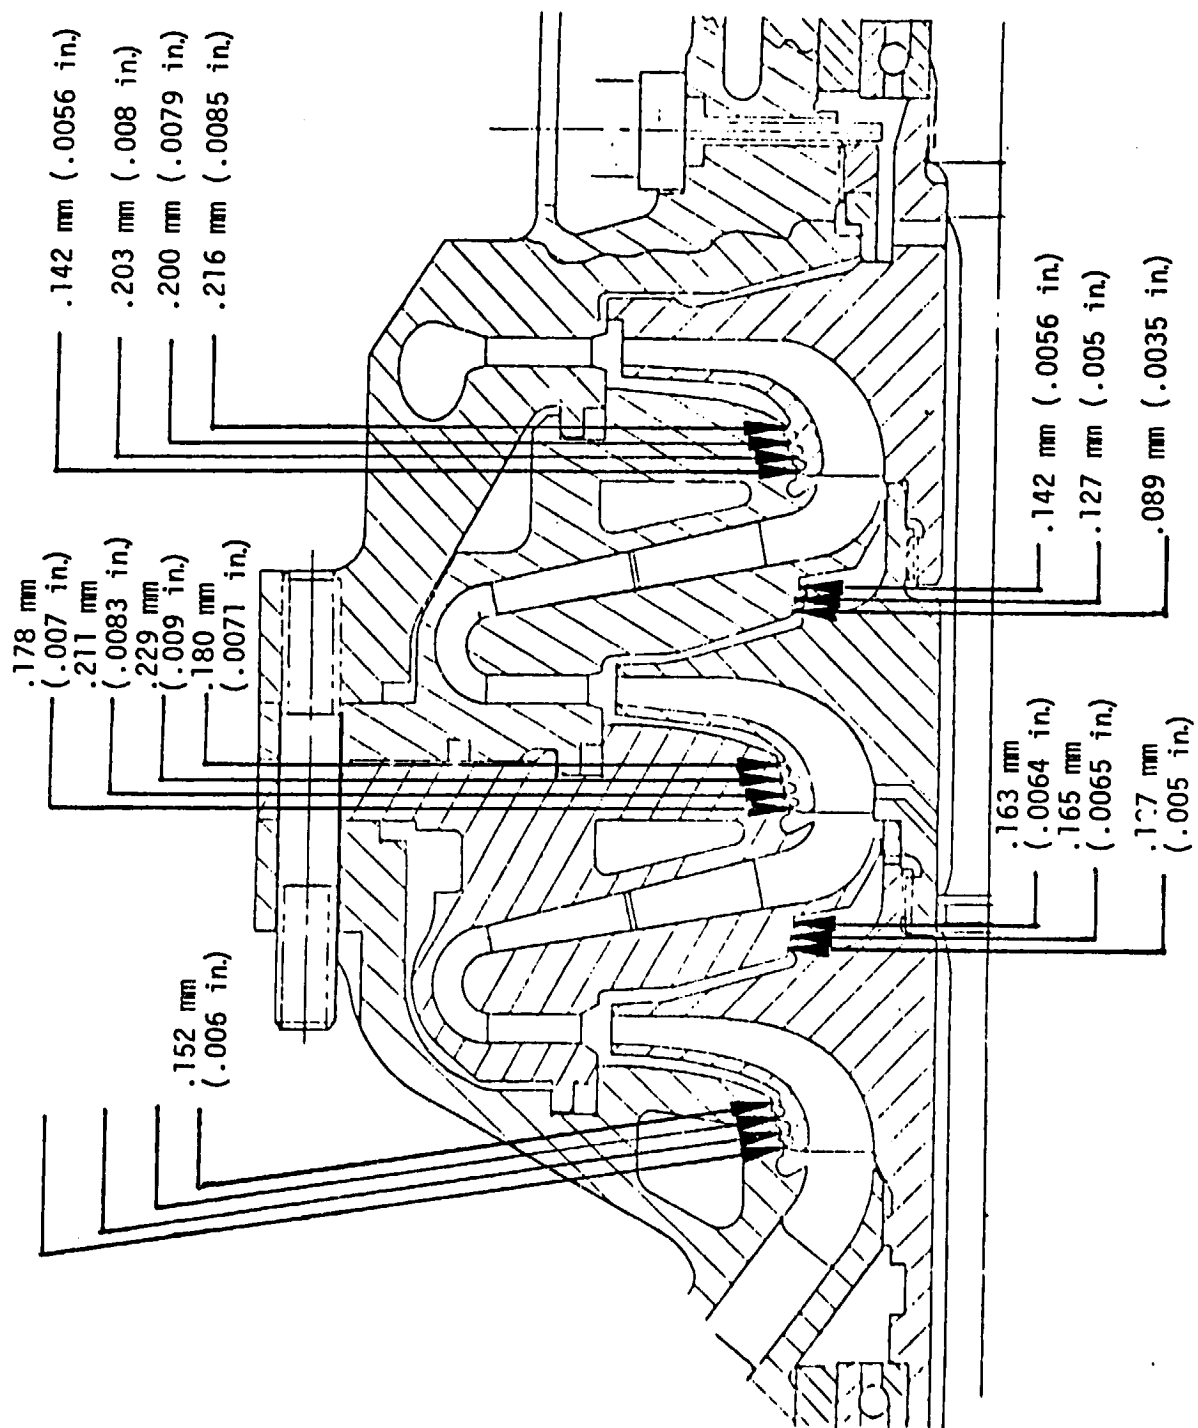 .142 mm (.0056 in.)
.203 mm (.008 in.)
.200 mm (.0079 in.)
.216 mm (.0085 in.)
.178 mm
(.007 in.)
.211 mm
(.0083 in.)
.229 mm
(.009 in.)
.180 mm
(.0071 in.)
.152 mm
(.006 in.)
.142 mm (.0056 in.)
.127 mm (.005 in.)
.089 mm (.0035 in.)
.163 mm
(.0064 in.)
.165 mm
(.0065 in.)
mm
(.005 in.)